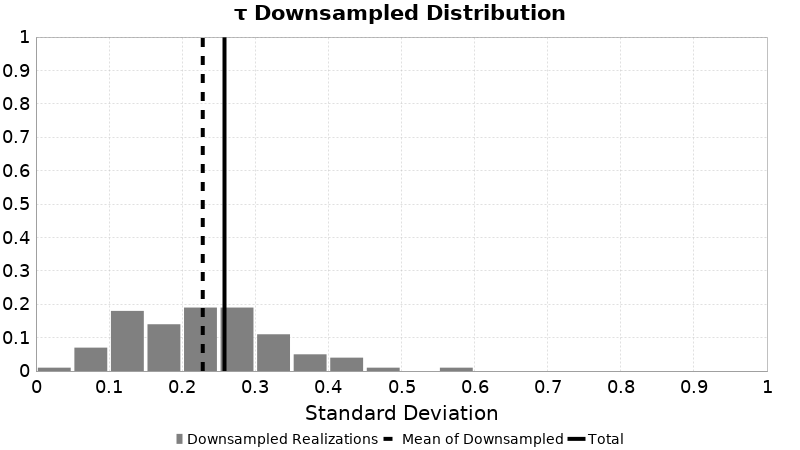 τ Downsampled Distribution
1
0.9
0.8
0.7
0.6
0.5
0.4
0.3
0.2
0.1
0
0 0.1 0.2 0.3 0.4 0.5 0.6 0.7 0.8 0.9 1
Standard Deviation
Downsampled Realizations Mean of Downsampled Total